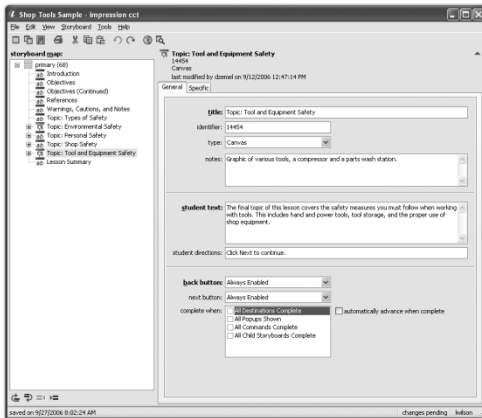 Shop Tools Sample - impression cct
File Edit View Storyboard Tools Help
storyboard map:
primary (68)
Introduction
Objectives
Objectives (Continued)
References
Warnings, Cautions, and Notes
Topic: Types of Safety
Topic: Environmental Safety
Topic: Personal Safety
Topic: Shop Safety
Topic: Tool and Equipment Safety
Lesson Summary
Topic: Tool and Equipment Safety
14454
Canvas
last modified by dzemel on 9/12/2006 12:47:14 PM
General Specific
title: Topic: Tool and Equipment Safety
identifier: 14454
type: Canvas
notes: Graphic of various tools, a compressor and a parts wash station.
student text: The final topic of this lesson covers the safety measures you must follow when working
with tools. This includes hand and power tools, tool storage, and the proper use of
shop equipment.
student directions: Click Next to continue.
back button: Always Enabled
next button: Always Enabled
complete when: All Destinations Complete automatically advance when complete
All Popups Shown
All Commands Complete
All Child Storyboards Complete
saved on 9/27/2006 8:02:24 AM changes pending kwilson